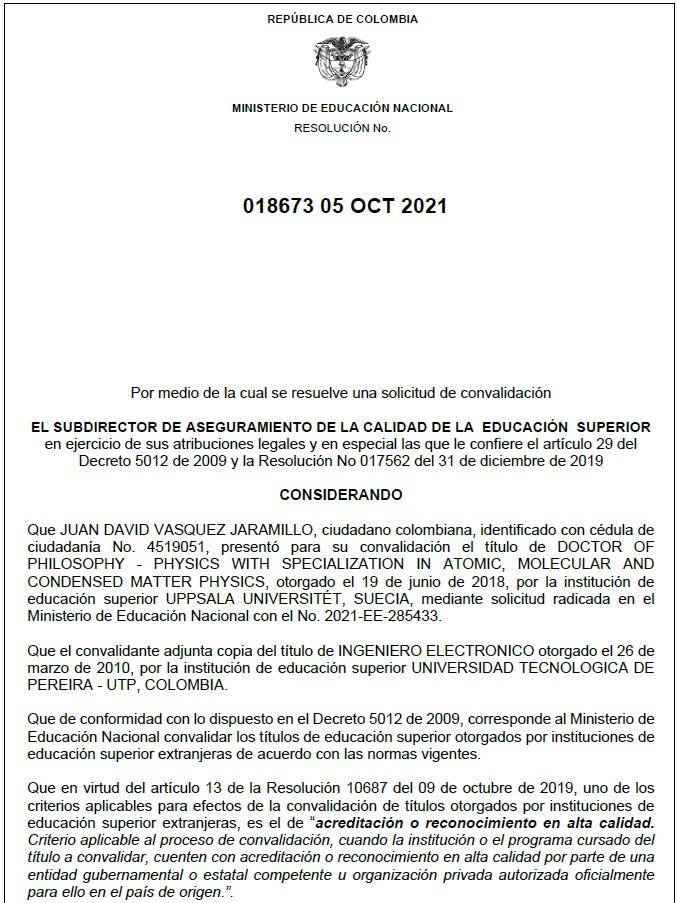 REPÚBLICA DE COLOMBIA
MINISTERIO DE EDUCACIÓN NACIONAL
RESOLUCIÓN No.
018673 05 OCT 2021
Por medio de la cual se resuelve una solicitud de convalidación
EL SUBDIRECTOR DE ASEGURAMIENTO DE LA CALIDAD DE LA EDUCACIÓN SUPERIOR
en ejercicio de sus atribuciones legales y en especial las que le confiere el artículo 29 del
Decreto 5012 de 2009 y la Resolución No 017562 del 31 de diciembre de 2019
CONSIDERANDO
Que JUAN DAVID VASQUEZ JARAMILLO, ciudadano colombiana, identificado con cédula de
ciudadanía No. 4519051, presentó para su convalidación el título de DOCTOR OF
PHILOSOPHY - PHYSICS WITH SPECIALIZATION IN ATOMIC, MOLECULAR AND
CONDENSED MATTER PHYSICS, otorgado el 19 de junio de 2018, por la institución de
educación superior UPPSALA UNIVERSITÉT, SUECIA, mediante solicitud radicada en el
Ministerio de Educación Nacional con el No. 2021-EE-285433.
Que el convalidante adjunta copia del título de INGENIERO ELECTRONICO otorgado el 26 de
marzo de 2010, por la institución de educación superior UNIVERSIDAD TECNOLOGICA DE
PEREIRA - UTP, COLOMBIA.
Que de conformidad con lo dispuesto en el Decreto 5012 de 2009, corresponde al Ministerio de
Educación Nacional convalidar los títulos de educación superior otorgados por instituciones de
educación superior extranjeras de acuerdo con las normas vigentes.
Que en virtud del artículo 13 de la Resolución 10687 del 09 de octubre de 2019, uno de los
criterios aplicables para efectos de la convalidación de títulos otorgados por instituciones de
educación superior extranjeras, es el de “acreditación o reconocimiento en alta calidad.
Criterio aplicable al proceso de convalidación, cuando la institución o el programa cursado del
título a convalidar, cuenten con acreditación o reconocimiento en alta calidad por parte de una
entidad gubernamental o estatal competente u organización privada autorizada oficialmente
para ello en el país de origen.”.